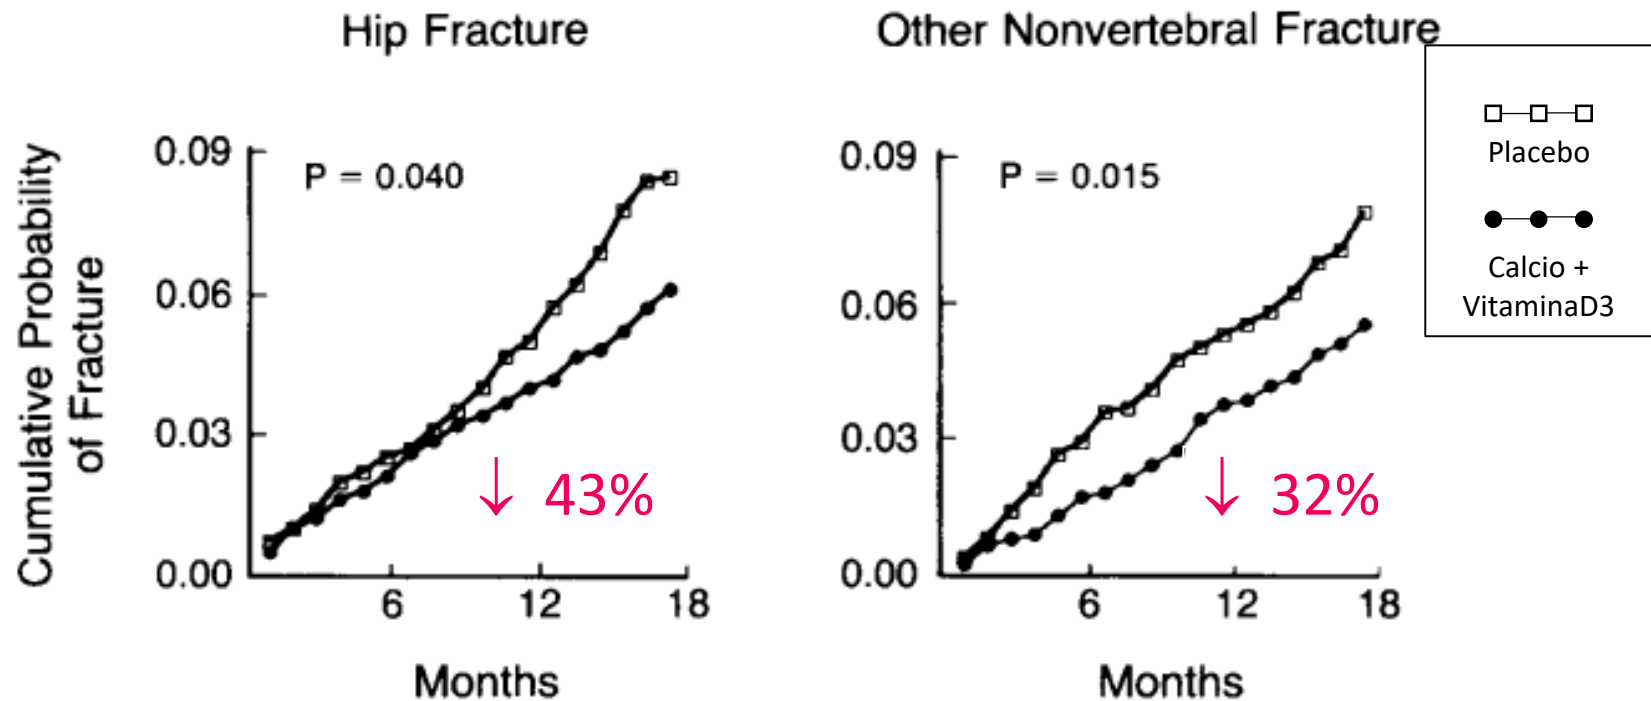 Hip Fracture
Other Nonvertebral Fracture
Cumulative Probability
of Fracture
0.09
0.06
0.03
0.00
P = 0.040
↓ 43%
6 12 18
Months
0.09
0.06
0.03
0.00
P = 0.015
↓ 32%
6 12 18
Months
Placebo
Calcio +
VitaminaD3